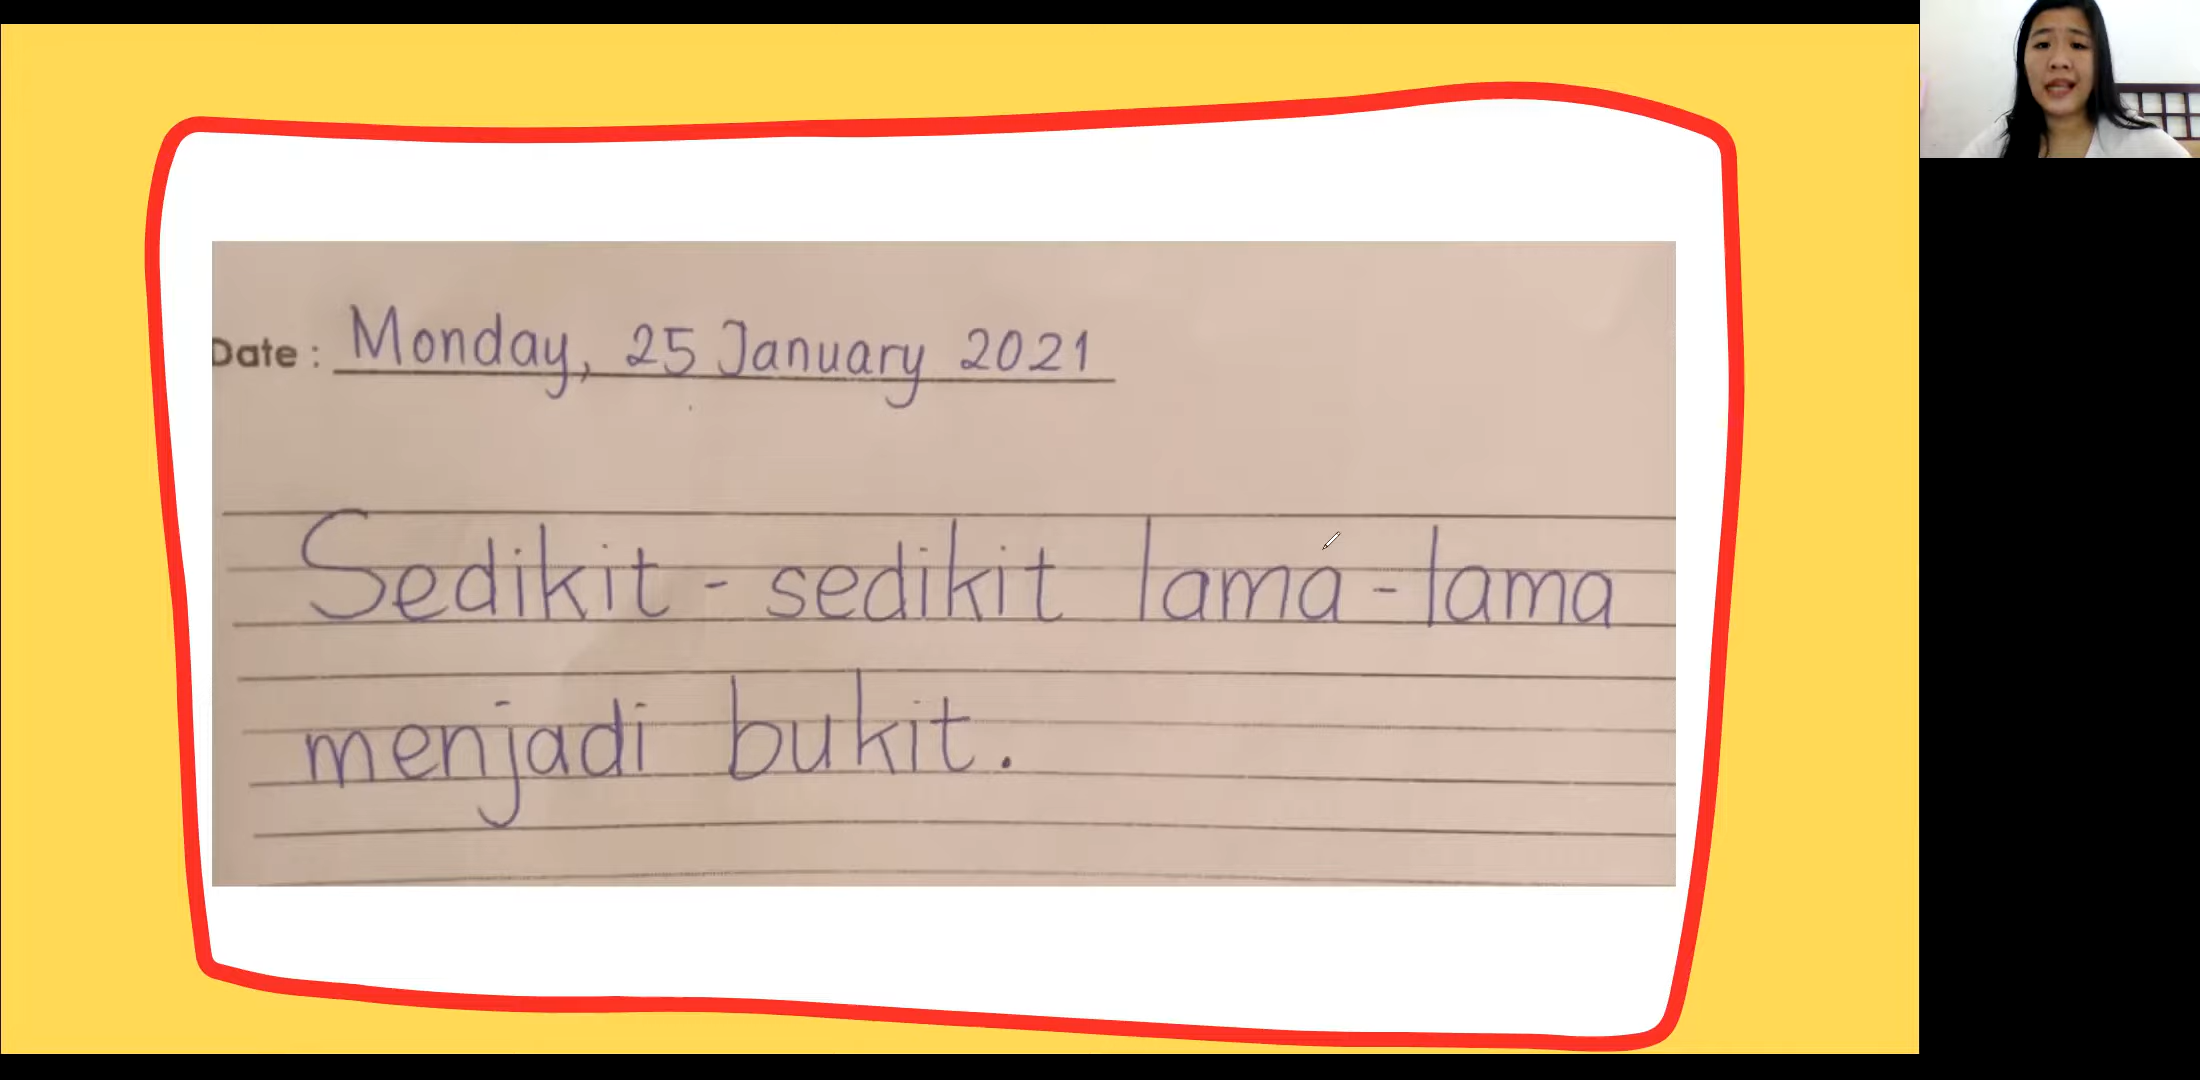 Date : Monday, 25 January 2021
Sedikit - sedikit lama - lama
menjadi bukit.